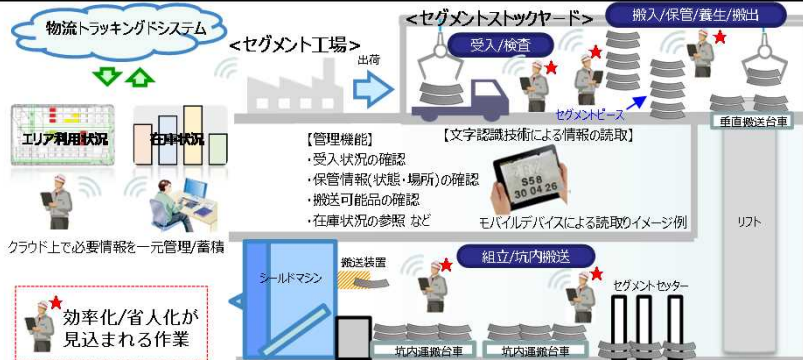 物流トラッキングドシステム
<セグメント工場>
出荷
<セグメントストックヤード>
受入/検査
搬入/保管/養生/搬出
セグメントピース
垂直搬送台車
エリア利用状況
在庫状況
クラウド上で必要情報を一元管理/蓄積
【管理機能】
・受入状況の確認
・保管情報(状態・場所)の確認
・搬送可能品の確認
・在庫状況の参照 など
【文字認識技術による情報の読取】
S58
30 04 26
モバイルデバイスによる読取りイメージ例
リフト
シールドマシン
搬送装置
組立/坑内搬送
セグメントセッター
坑内運搬台車
坑内運搬台車
効率化/省人化が
見込まれる作業